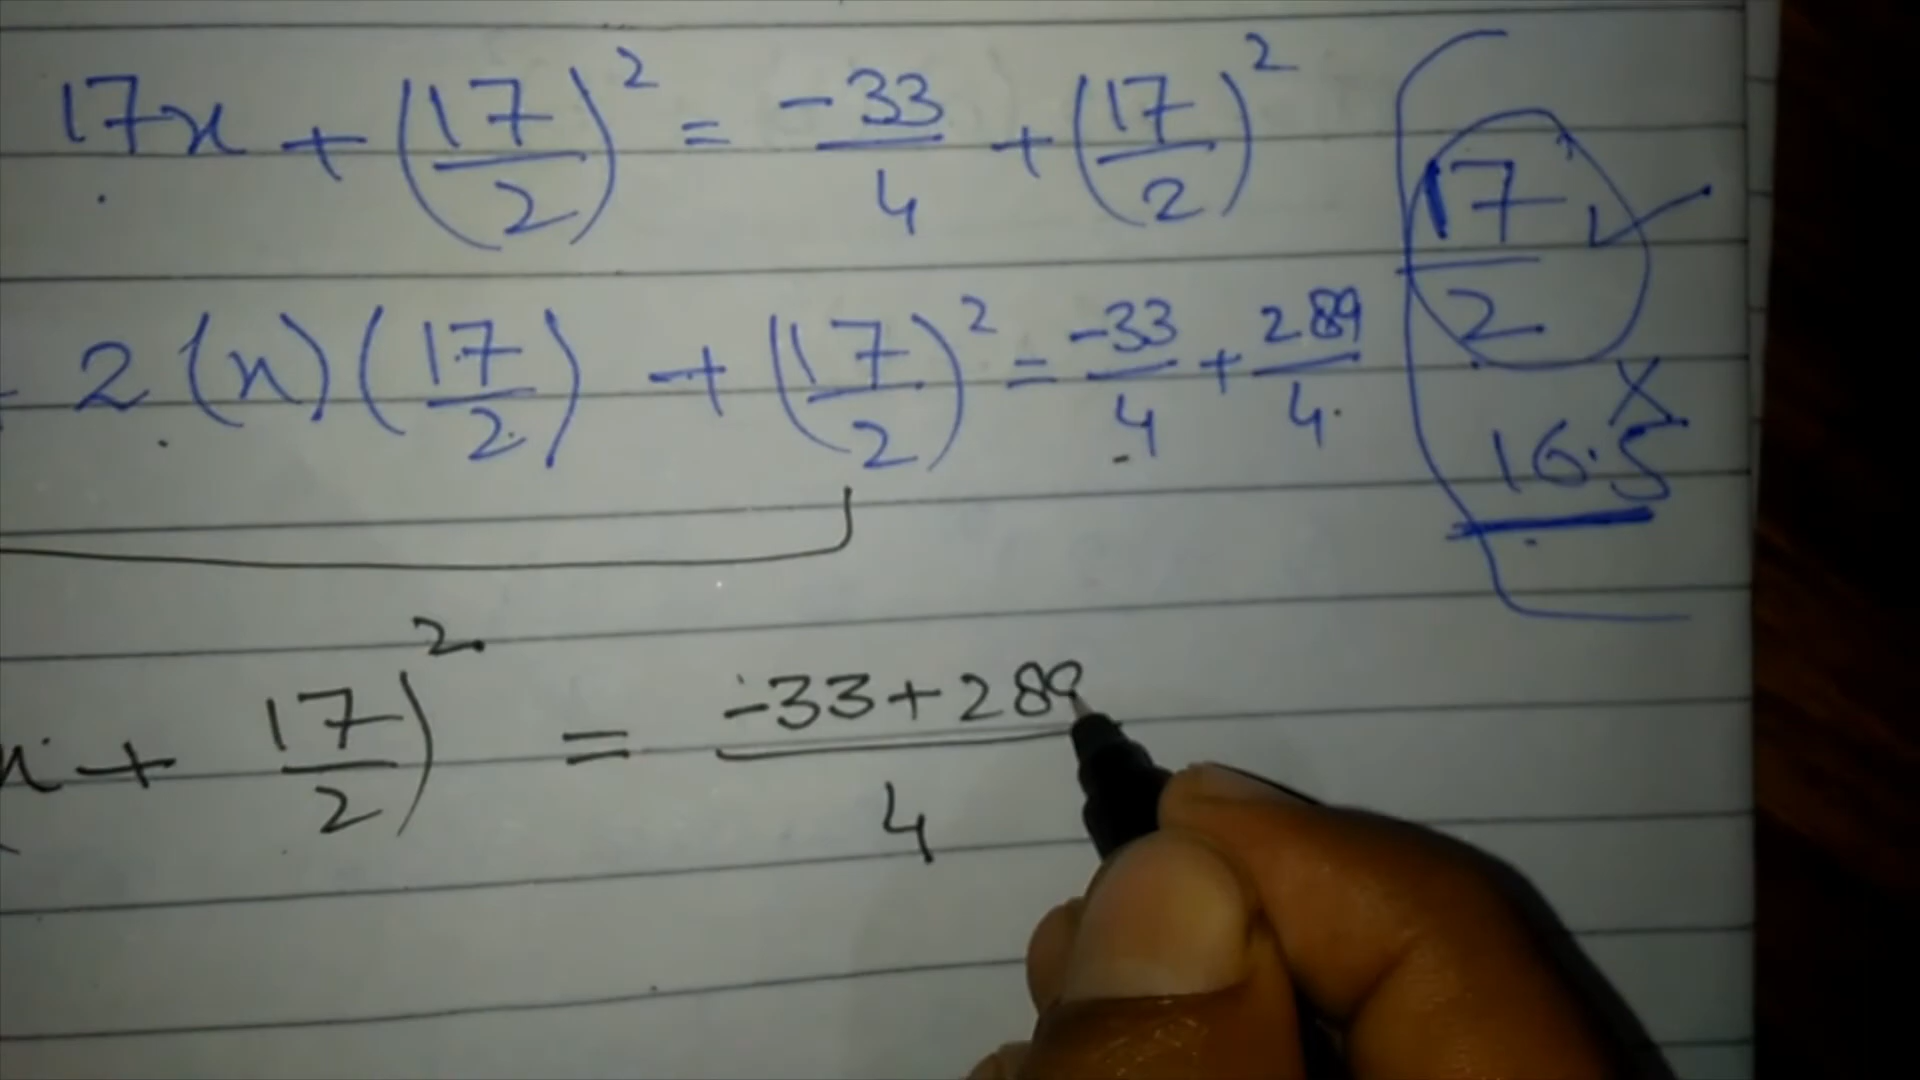 17x + (17/2)² = -33/4 + (17/2)²
2(x)(17/2) + (17/2)² = -33/4 + 289/4
x + 17/2)² = -33+289/4
17/2 ✓
16.5 X